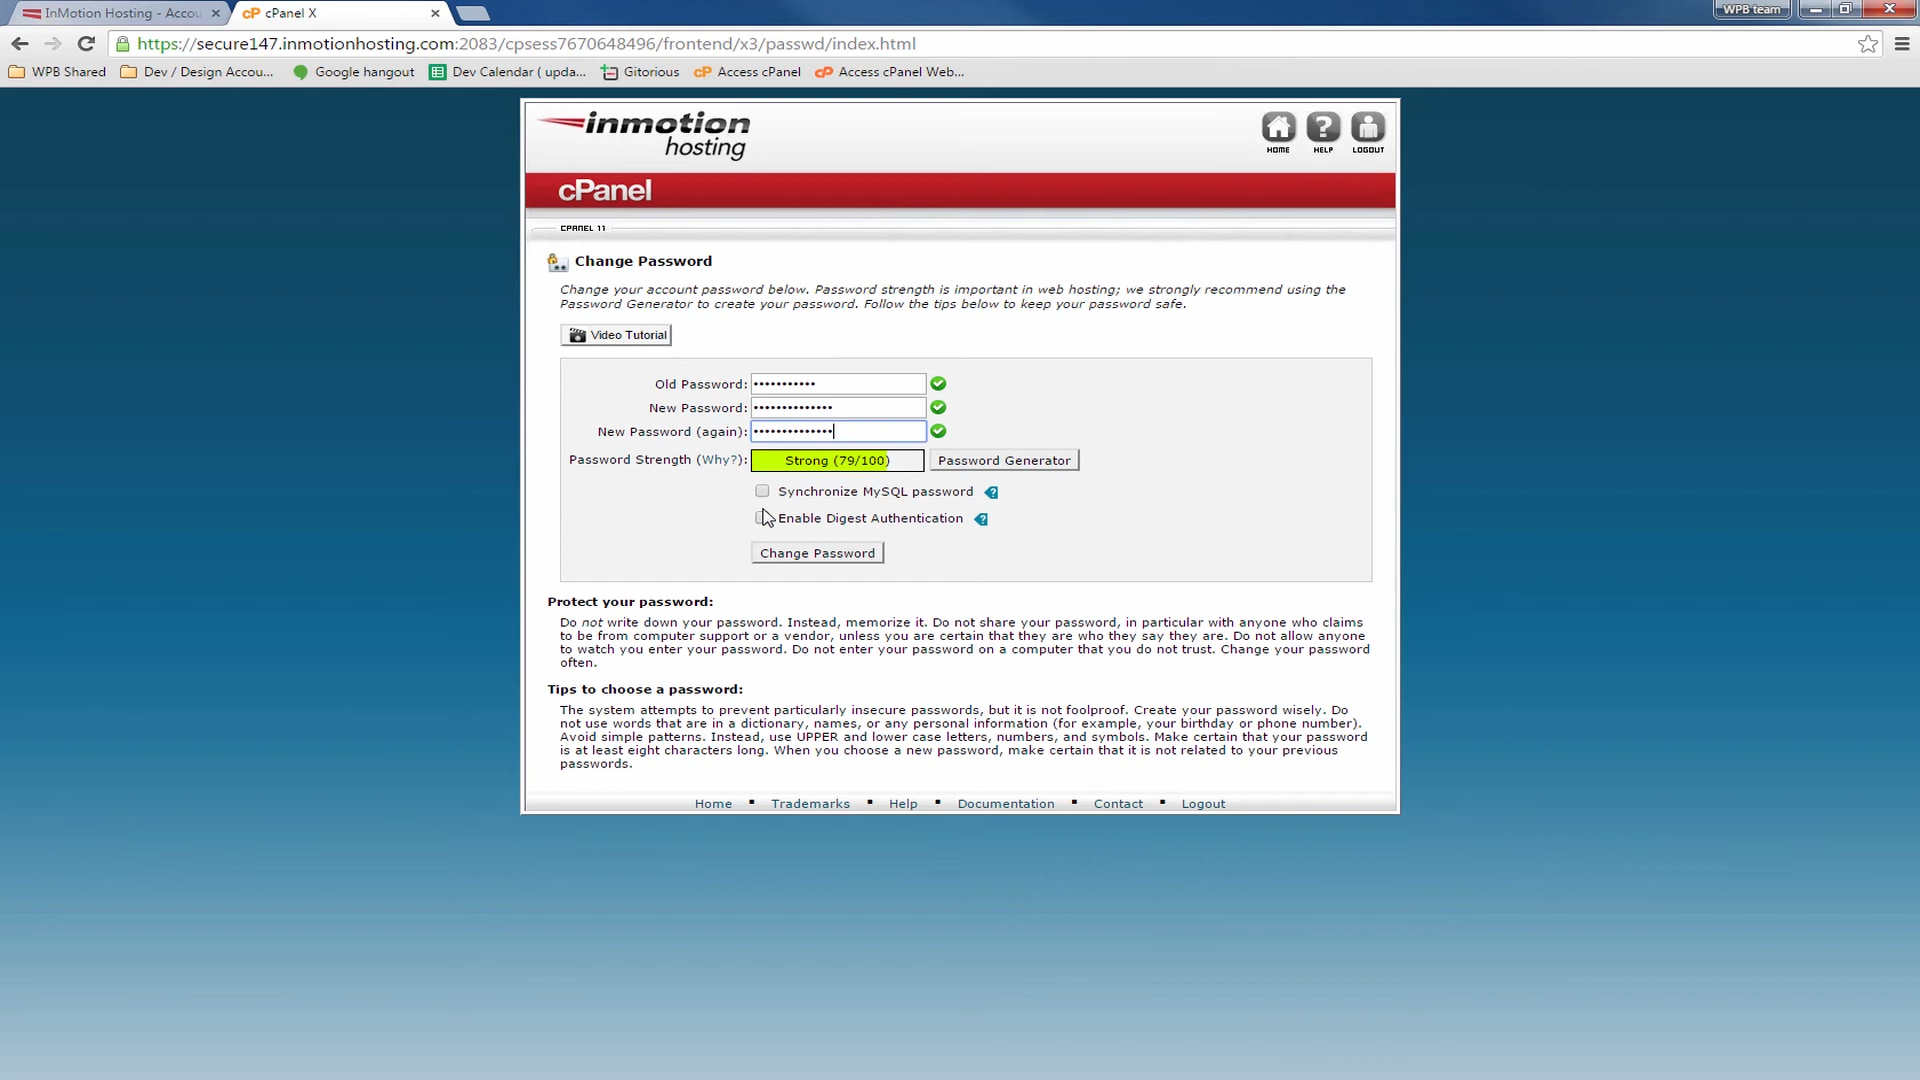 InMotion Hosting - Accou
cPanel X
WPB team
https://secure147.inmotionhosting.com:2083/cpsess7670648496/frontend/x3/passwd/index.html
WPB Shared
Dev / Design Accou...
Google hangout
Dev Calendar ( upda...
Gitorious
Access cPanel
Access cPanel Web...
inmotion
hosting
HOME
HELP
LOGOUT
cPanel
CPANEL 11
Change Password
Change your account password below. Password strength is important in web hosting; we strongly recommend using the
Password Generator to create your password. Follow the tips below to keep your password safe.
Video Tutorial
Old Password: •••••••••••
New Password: ••••••••••••••
New Password (again): ••••••••••••••
Password Strength (Why?): Strong (79/100) Password Generator
Synchronize MySQL password ?
Enable Digest Authentication ?
Change Password
Protect your password:
Do not write down your password. Instead, memorize it. Do not share your password, in particular with anyone who claims
to be from computer support or a vendor, unless you are certain that they are who they say they are. Do not allow anyone
to watch you enter your password. Do not enter your password on a computer that you do not trust. Change your password
often.
Tips to choose a password:
The system attempts to prevent particularly insecure passwords, but it is not foolproof. Create your password wisely. Do
not use words that are in a dictionary, names, or any personal information (for example, your birthday or phone number).
Avoid simple patterns. Instead, use UPPER and lower case letters, numbers, and symbols. Make certain that your password
is at least eight characters long. When you choose a new password, make certain that it is not related to your previous
passwords.
Home ▪ Trademarks ▪ Help ▪ Documentation ▪ Contact ▪ Logout